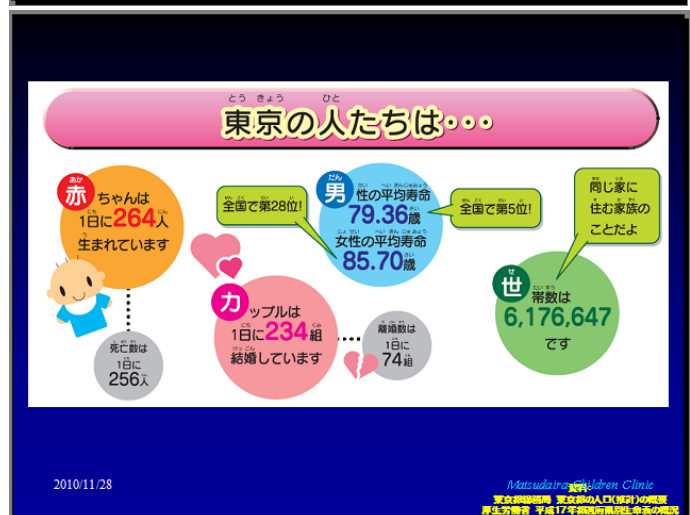 東京の人たちは・・・
赤ちゃんは
1日に264人
生まれています
死亡数は
1日に
256人
カップルは
1日に234組
結婚しています
離婚数は
1日に
74組
全国で第28位!
男性の平均寿命
79.36歳
女性の平均寿命
85.70歳
全国で第5位!
同じ家に
住む家族の
ことだよ
世帯数は
6,176,647
です
2010/11/28
Matsudaira Children Clinic
資料:
東京都総務局 東京都の人口(推計)の概要
厚生労働省 平成17年都道府県別生命表の概況